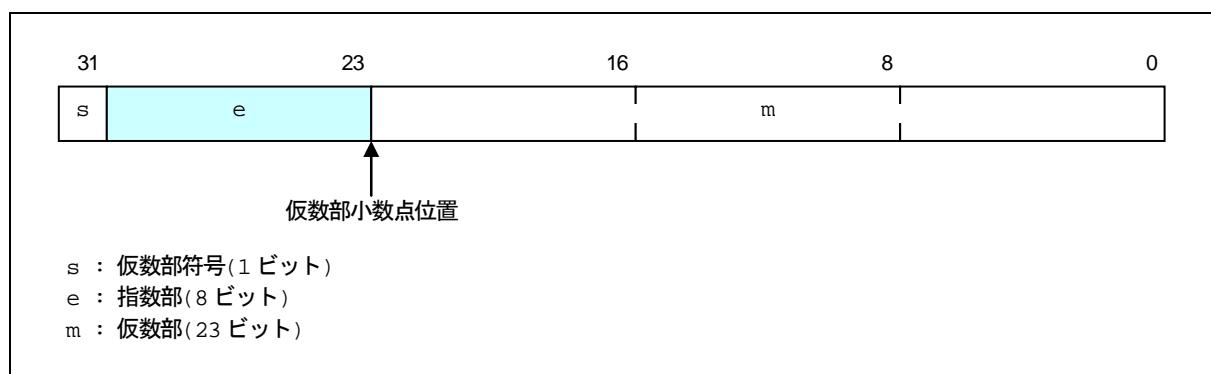 31 23 16 8 0
s e m
仮数部小数点位置
s : 仮数部符号(1 ビット)
e : 指数部(8 ビット)
m : 仮数部(23 ビット)